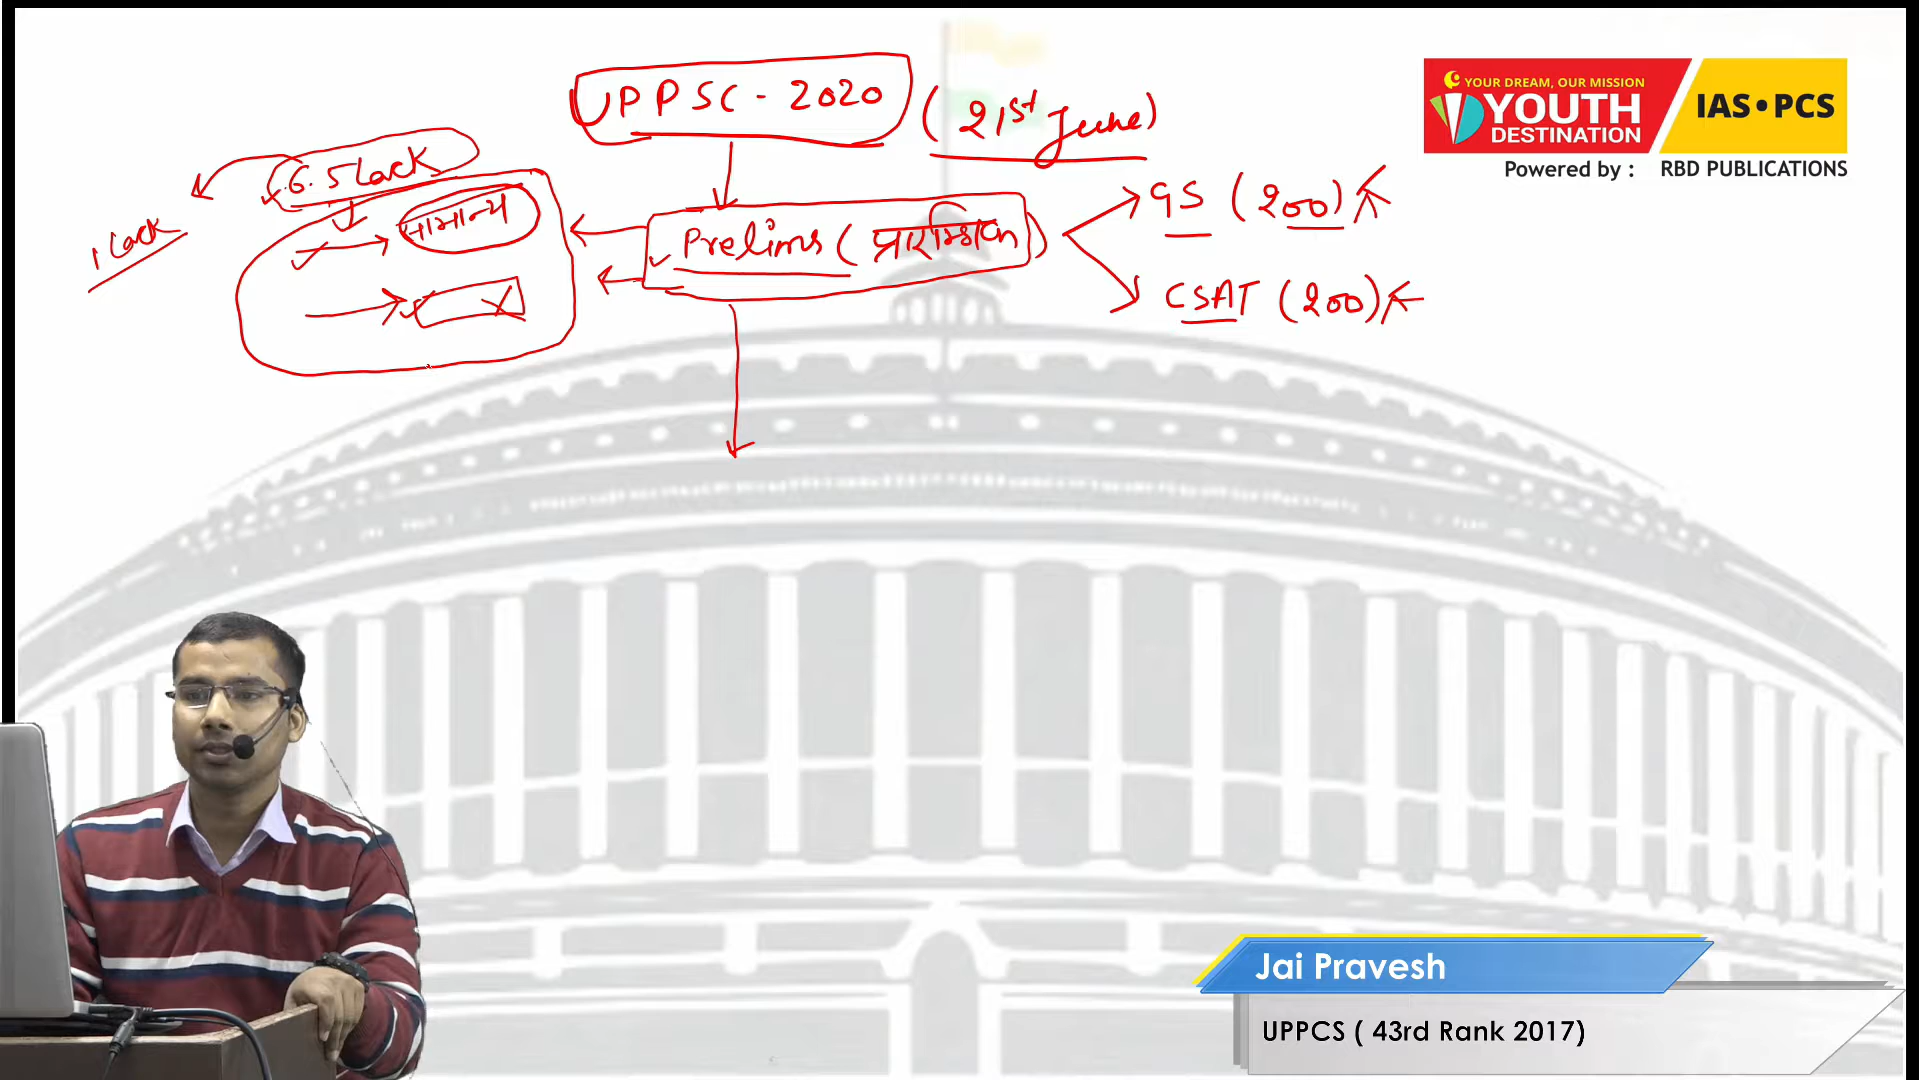 UPPSC - 2020
(21st June)
6.5 Lack
1 Lack
सामान्य
Prelims (प्रारम्भिक)
GS (200)
CSAT (200)
YOUR DREAM, OUR MISSION
YOUTH
DESTINATION
IAS•PCS
Powered by : RBD PUBLICATIONS
Jai Pravesh
UPPCS ( 43rd Rank 2017)